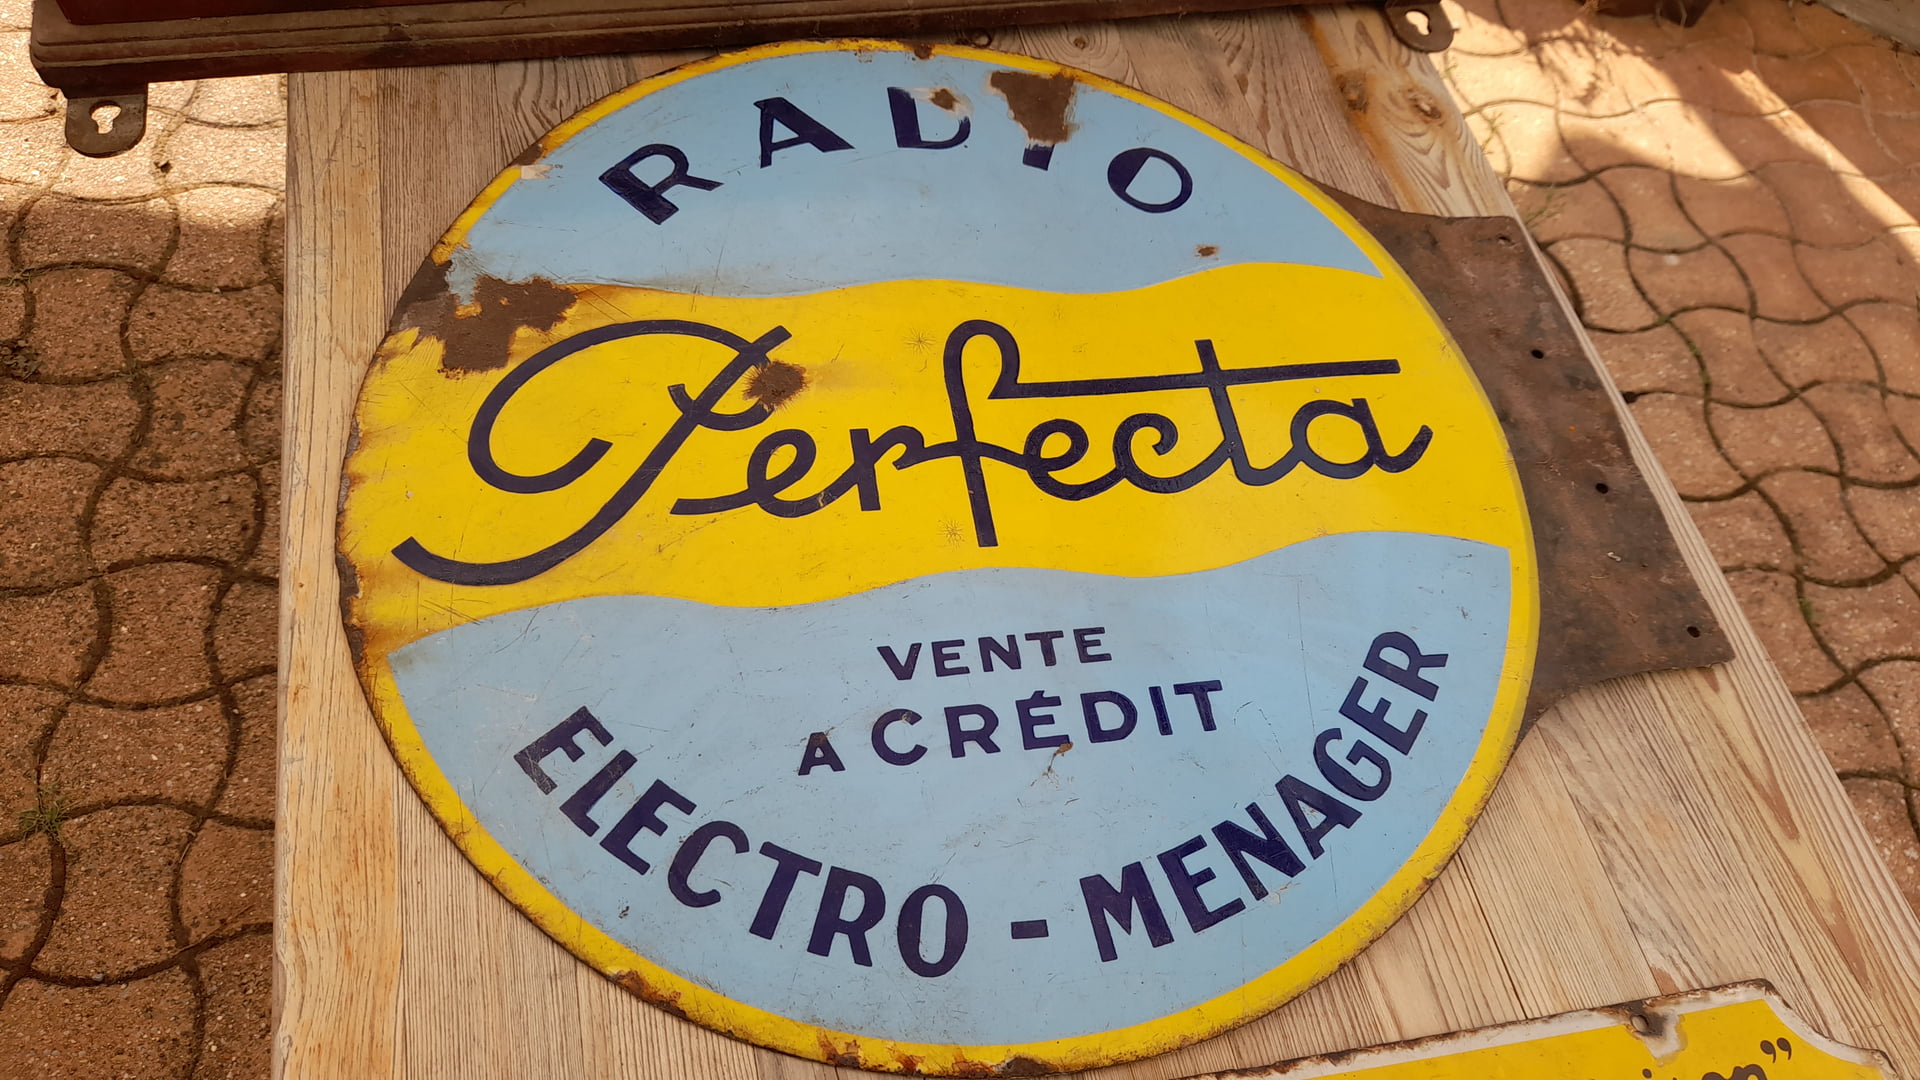 RADIO
Perfecta
VENTE
A CRÉDIT
ELECTRO - MENAGER